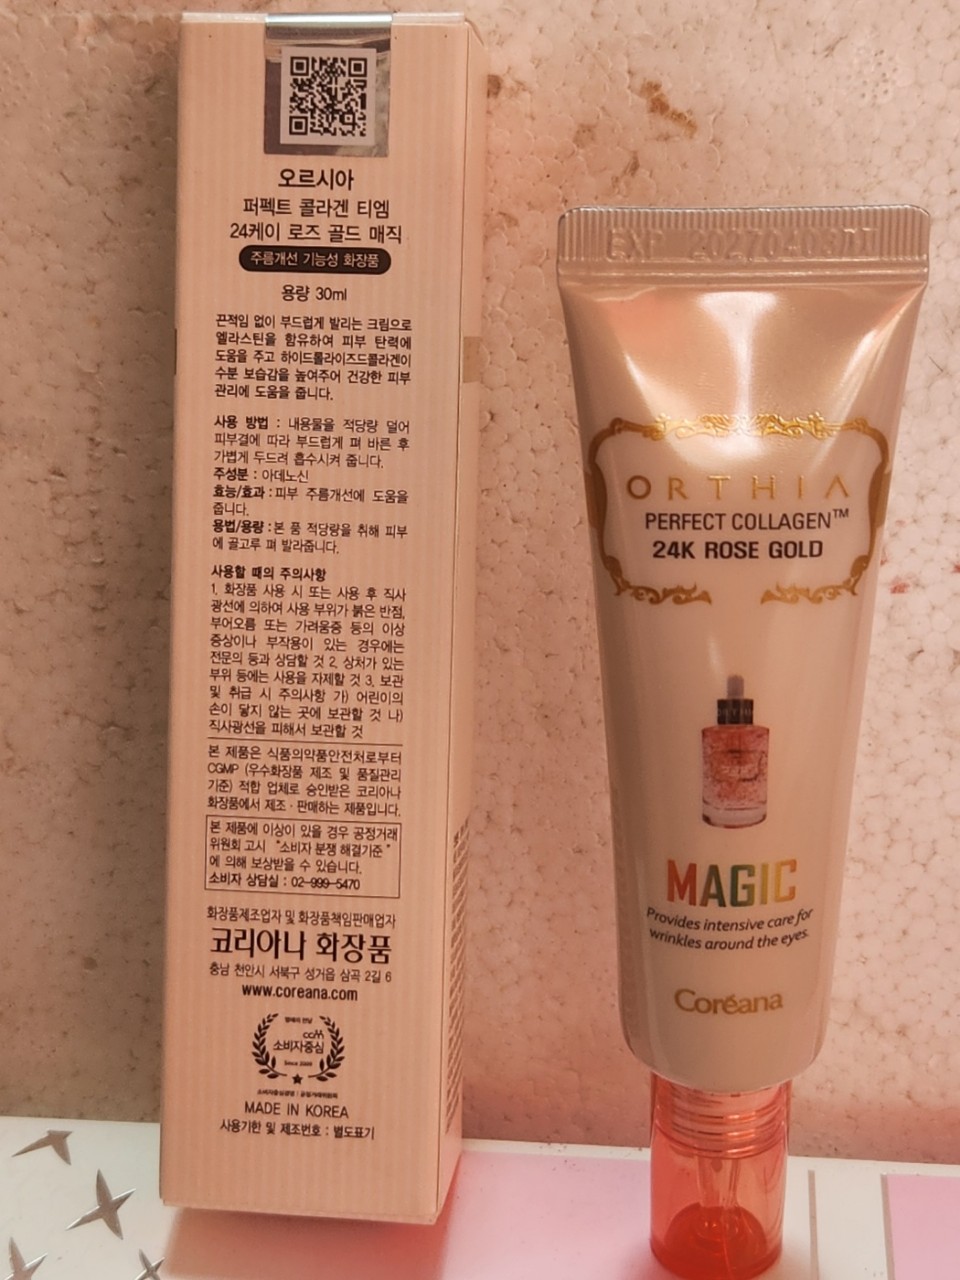 오르시아
퍼펙트 콜라겐 티엠
24케이 로즈 골드 매직
주름개선 기능성 화장품
용량 30ml
끈적임 없이 부드럽게 발리는 크림으로
엘라스틴을 함유하여 피부 탄력에
도움을 주고 하이드롤라이즈드콜라겐이
수분 보습감을 높여주어 건강한 피부
관리에 도움을 줍니다.
사용 방법 : 내용물을 적당량 덜어
피부결에 따라 부드럽게 펴 바른 후
가볍게 두드려 흡수시켜 줍니다.
주성분 : 아데노신
효능/효과 : 피부 주름개선에 도움을
줍니다.
용법/용량 : 본 품 적당량을 취해 피부
에 골고루 펴 발라줍니다.
사용할 때의 주의사항
1. 화장품 사용 시 또는 사용 후 직사
광선에 의하여 사용 부위가 붉은 반점,
부어오름 또는 가려움증 등의 이상
증상이나 부작용이 있는 경우에는
전문의 등과 상담할 것 2. 상처가 있는
부위 등에는 사용을 자제할 것 3. 보관
및 취급 시 주의사항 가) 어린이의
손이 닿지 않는 곳에 보관할 것 나)
직사광선을 피해서 보관할 것
본 제품은 식품의약품안전처로부터
CGMP (우수화장품 제조 및 품질관리
기준) 적합 업체로 승인받은 코리아나
화장품에서 제조·판매하는 제품입니다.
본 제품에 이상이 있을 경우 공정거래
위원회 고시 "소비자 분쟁 해결기준"
에 의해 보상받을 수 있습니다.
소비자 상담실 : 02-999-5470
화장품제조업자 및 화장품책임판매업자
코리아나 화장품
충남 천안시 서북구 성거읍 삼곡 2길 6
www.coreana.com
ccm
소비자중심
Since 2005
MADE IN KOREA
사용기한 및 제조번호 : 별도표기
EXP
ORTHIA
PERFECT COLLAGEN™
24K ROSE GOLD
MAGIC
Provides intensive care for
wrinkles around the eyes.
Coréana